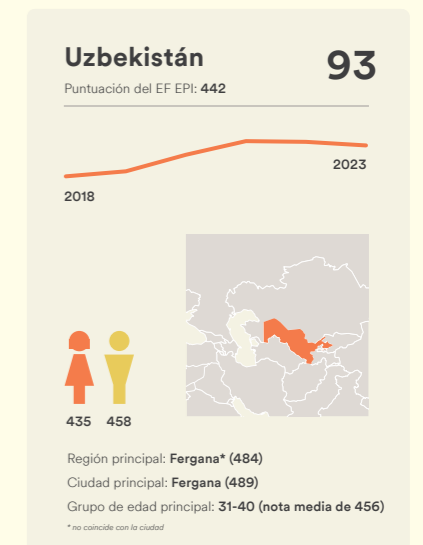 Uzbekistán
93
Puntuación del EF EPI: 442
2023
2018
435 458
Región principal: Fergana* (484)
Ciudad principal: Fergana (489)
Grupo de edad principal: 31-40 (nota media de 456)
* no coincide con la ciudad